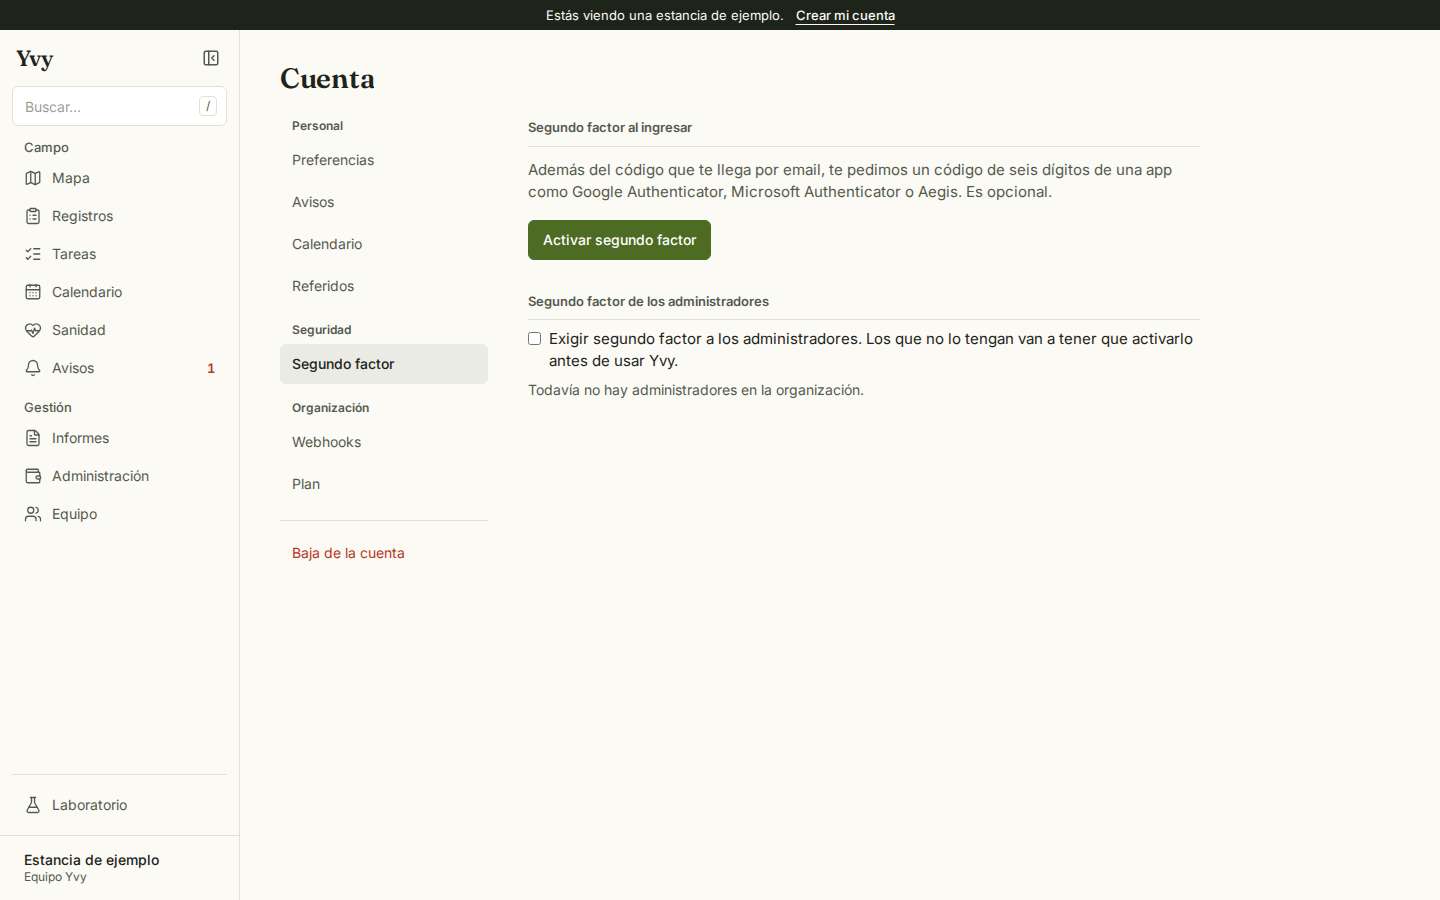 Estás viendo una estancia de ejemplo. Crear mi cuenta
Yvy
Buscar... /
Campo
Mapa
Registros
Tareas
Calendario
Sanidad
Avisos 1
Gestión
Informes
Administración
Equipo
Laboratorio
Estancia de ejemplo
Equipo Yvy
Cuenta
Personal
Preferencias
Avisos
Calendario
Referidos
Seguridad
Segundo factor
Organización
Webhooks
Plan
Baja de la cuenta
Segundo factor al ingresar
Además del código que te llega por email, te pedimos un código de seis dígitos de una app
como Google Authenticator, Microsoft Authenticator o Aegis. Es opcional.
Activar segundo factor
Segundo factor de los administradores
Exigir segundo factor a los administradores. Los que no lo tengan van a tener que activarlo
antes de usar Yvy.
Todavía no hay administradores en la organización.